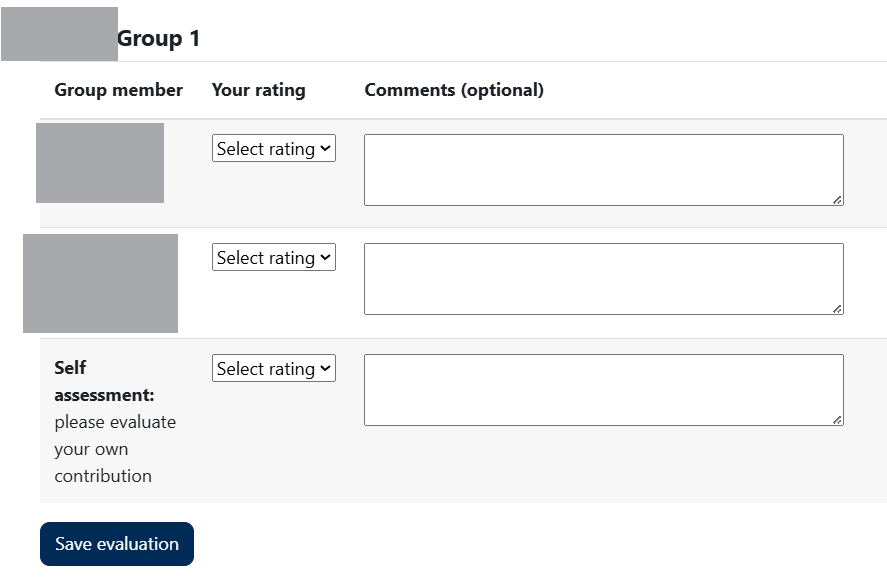 Group 1
Group member Your rating Comments (optional)
Select rating
Select rating
Self Select rating
assessment:
please evaluate
your own
contribution
Save evaluation